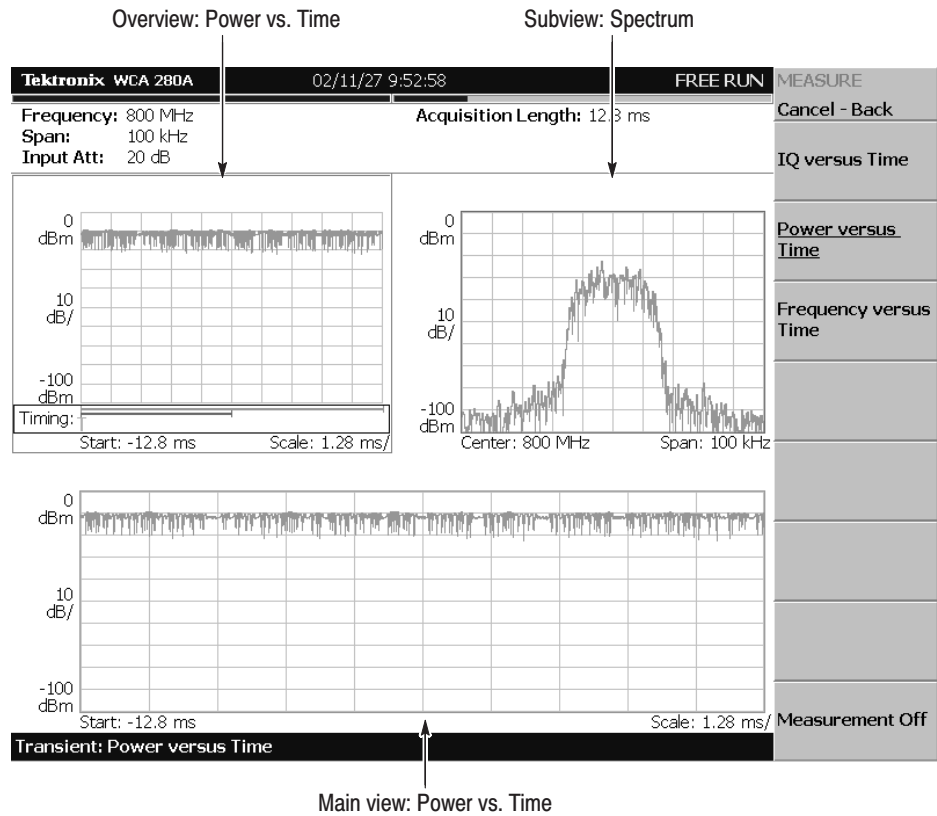 Overview: Power vs. Time
Subview: Spectrum
Tektronix WCA 280A 02/11/27 9:52:58 FREE RUN
MEASURE
Cancel - Back
Frequency: 800 MHz
Acquisition Length: 12.8 ms
Span: 100 kHz
Input Att: 20 dB
IQ versus Time
Power versus
Time
Frequency versus
Time
Measurement Off
0
dBm
10
dB/
-100
dBm
Timing:
Start: -12.8 ms Scale: 1.28 ms/
0
dBm
10
dB/
-100
dBm
Center: 800 MHz Span: 100 kHz
0
dBm
10
dB/
-100
dBm
Start: -12.8 ms Scale: 1.28 ms/
Transient: Power versus Time
Main view: Power vs. Time